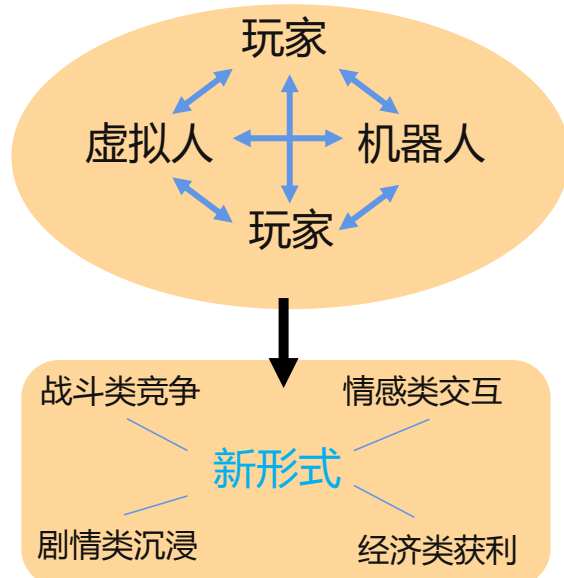 玩家
虚拟人
机器人
玩家
战斗类竞争
情感类交互
新形式
剧情类沉浸
经济类获利